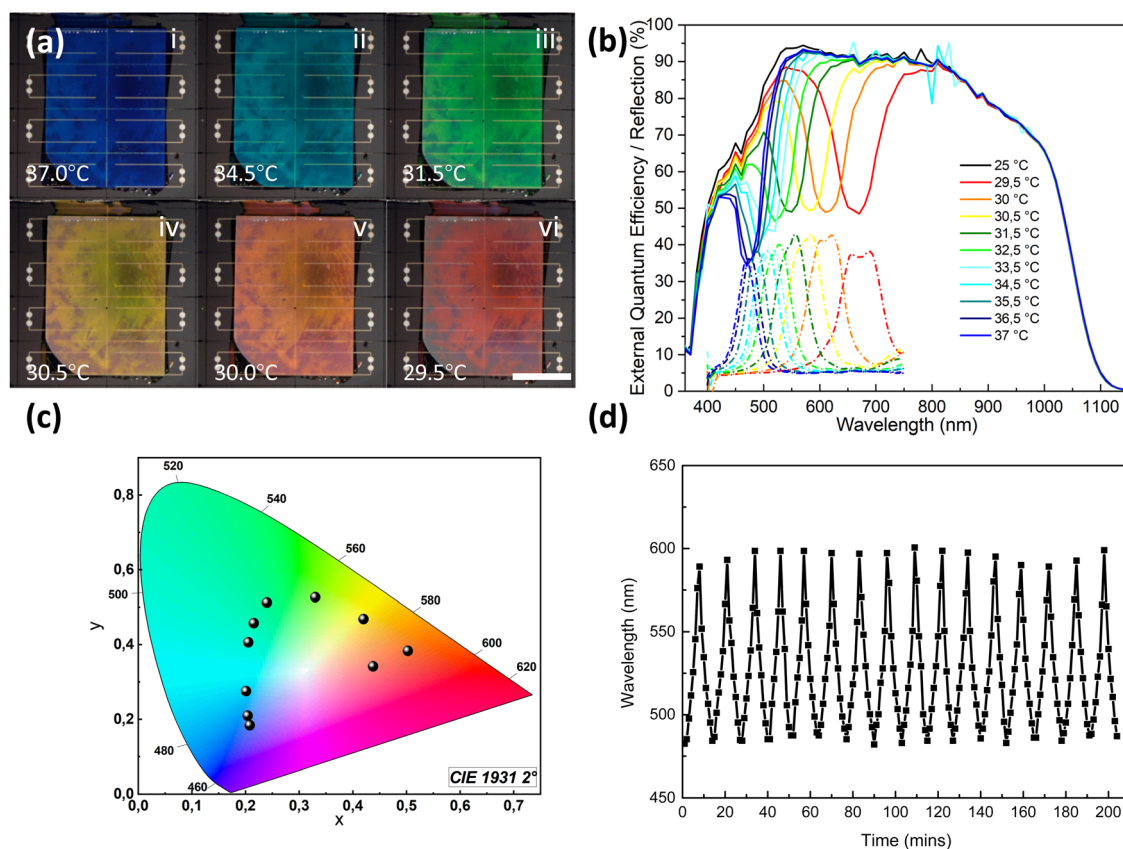 (a)
i
ii
iii
37.0°C
34.5°C
31.5°C
iv
v
vi
30.5°C
30.0°C
29.5°C
(b)
External Quantum Efficiency / Reflection (%)
100
90
80
70
60
50
40
30
20
10
0
25 °C
29,5 °C
30 °C
30,5 °C
31,5 °C
32,5 °C
33,5 °C
34,5 °C
35,5 °C
36,5 °C
37 °C
400 500 600 700 800 900 1000 1100
Wavelength (nm)
(c)
y
0,8
0,6
0,4
0,2
0,0
520
540
560
500
580
600
620
480
460
CIE 1931 2°
0,0 0,1 0,2 0,3 0,4 0,5 0,6 0,7
x
(d)
Wavelength (nm)
650
600
550
500
450
0 20 40 60 80 100 120 140 160 180 200
Time (mins)